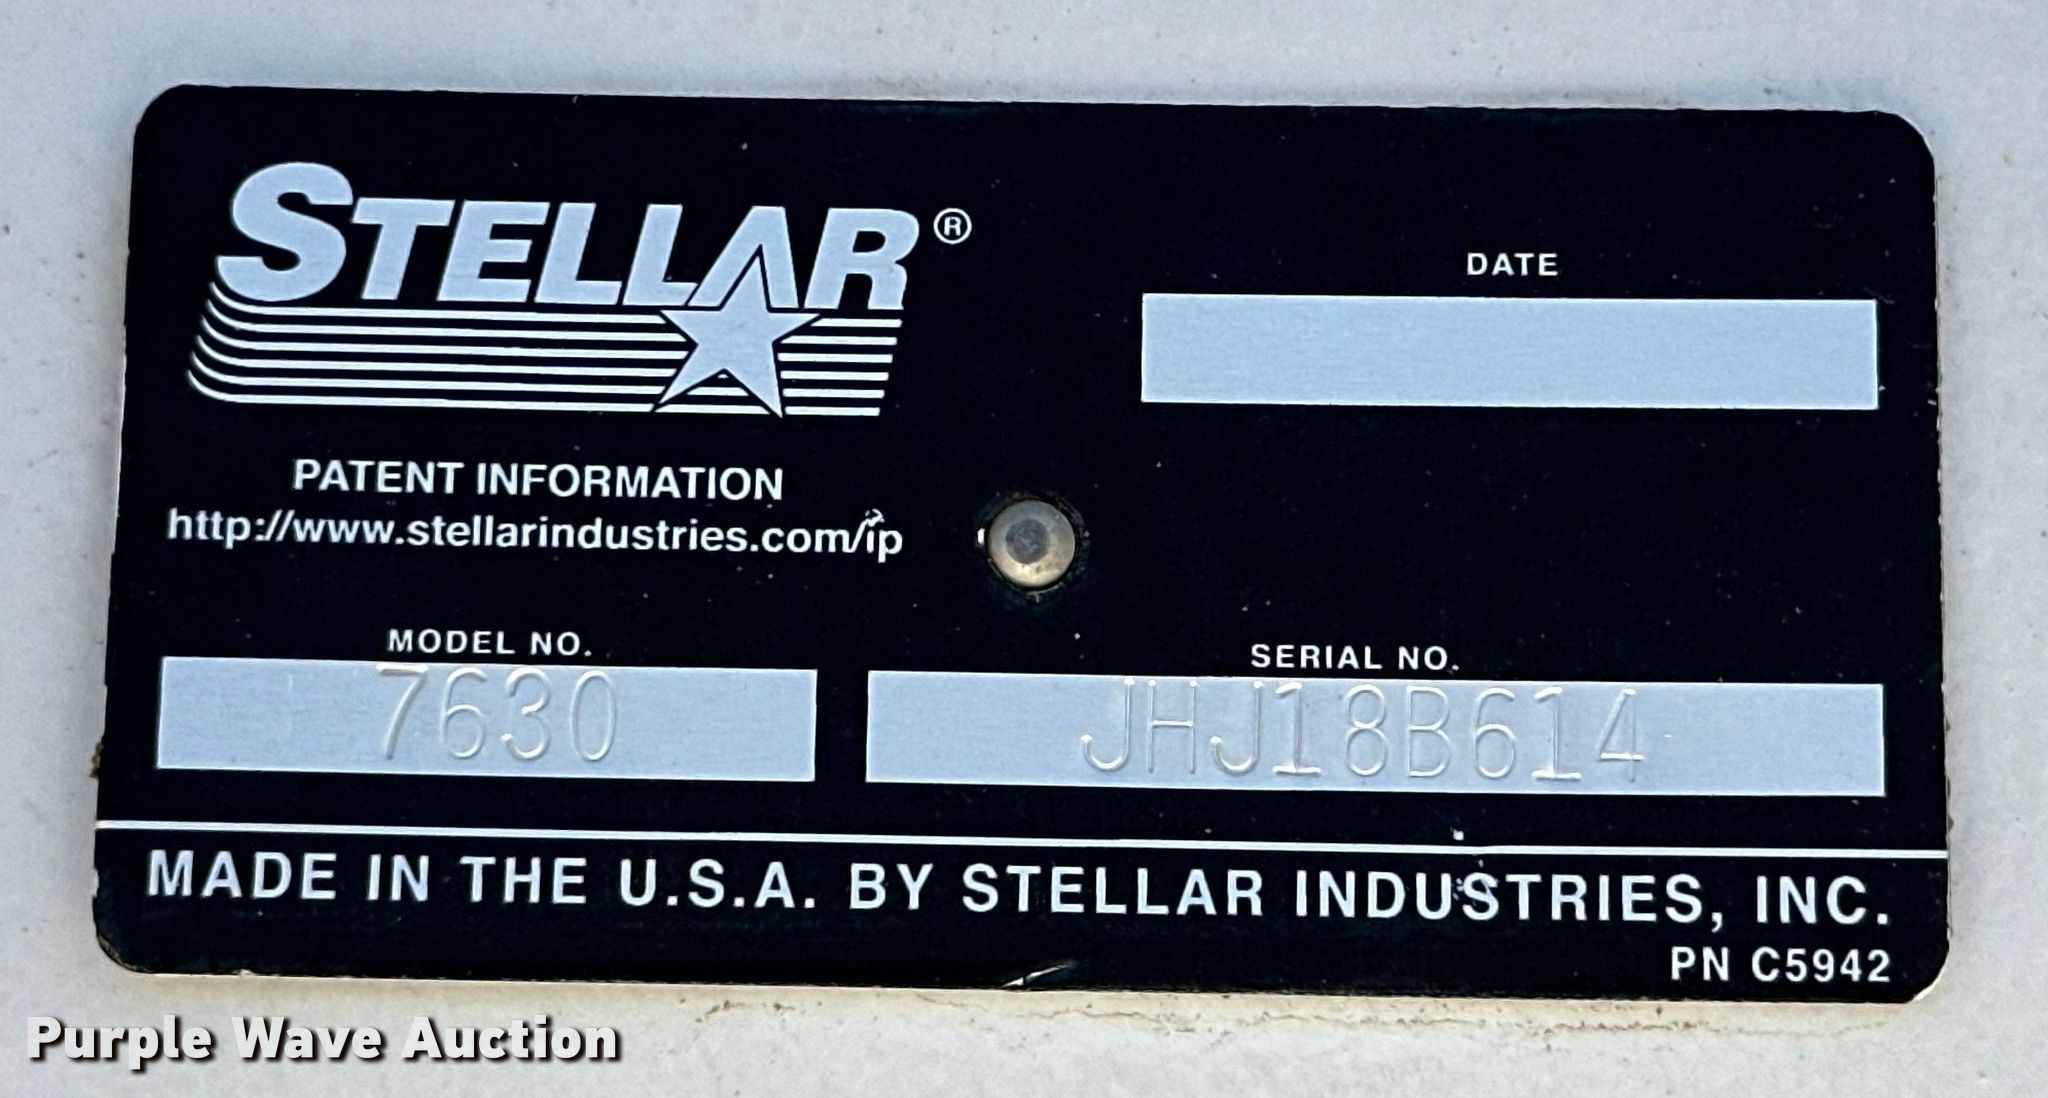 STELLAR®
DATE
PATENT INFORMATION
http://www.stellarindustries.com/ip
MODEL NO.
7630
SERIAL NO.
JHJ18B614
MADE IN THE U.S.A. BY STELLAR INDUSTRIES, INC.
PN C5942
Purple Wave Auction